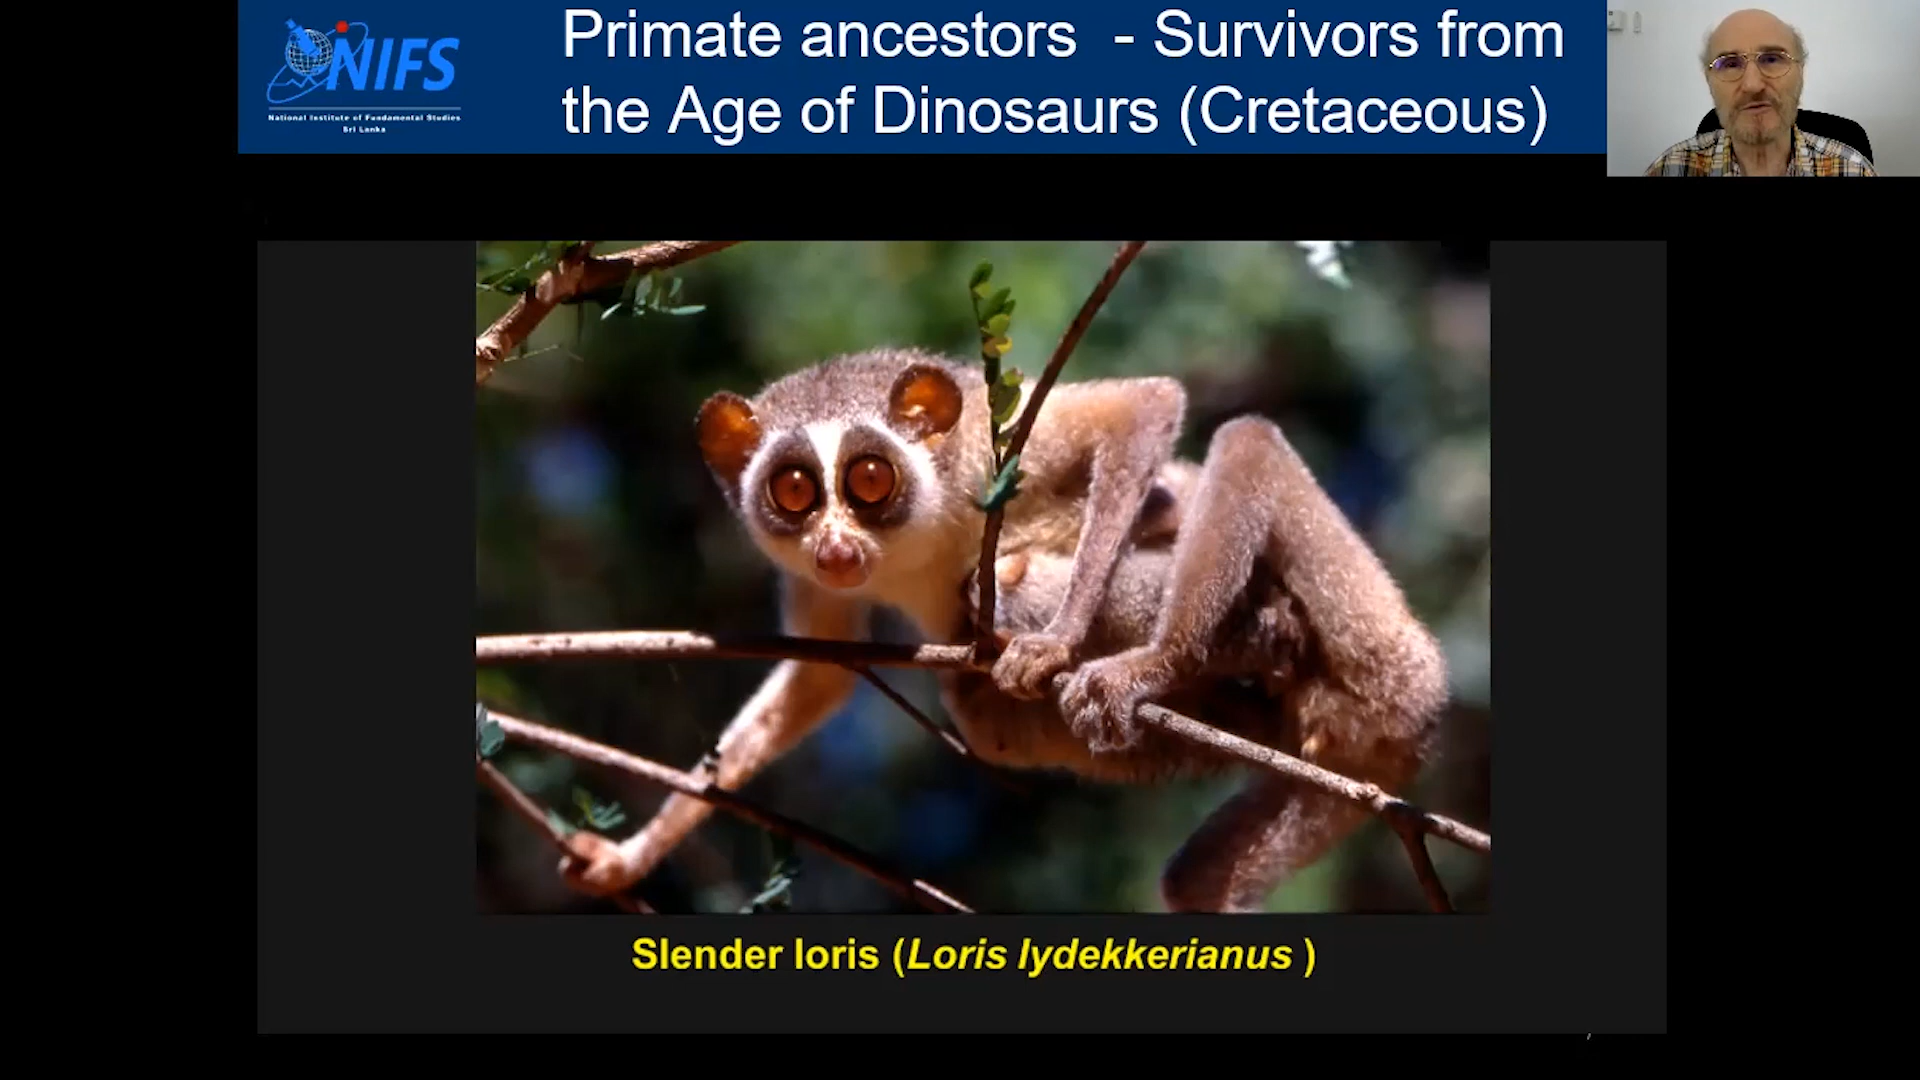 NIFS
National Institute of Fundamental Studies
Sri Lanka
Primate ancestors - Survivors from
the Age of Dinosaurs (Cretaceous)
Slender loris (Loris lydekkerianus )